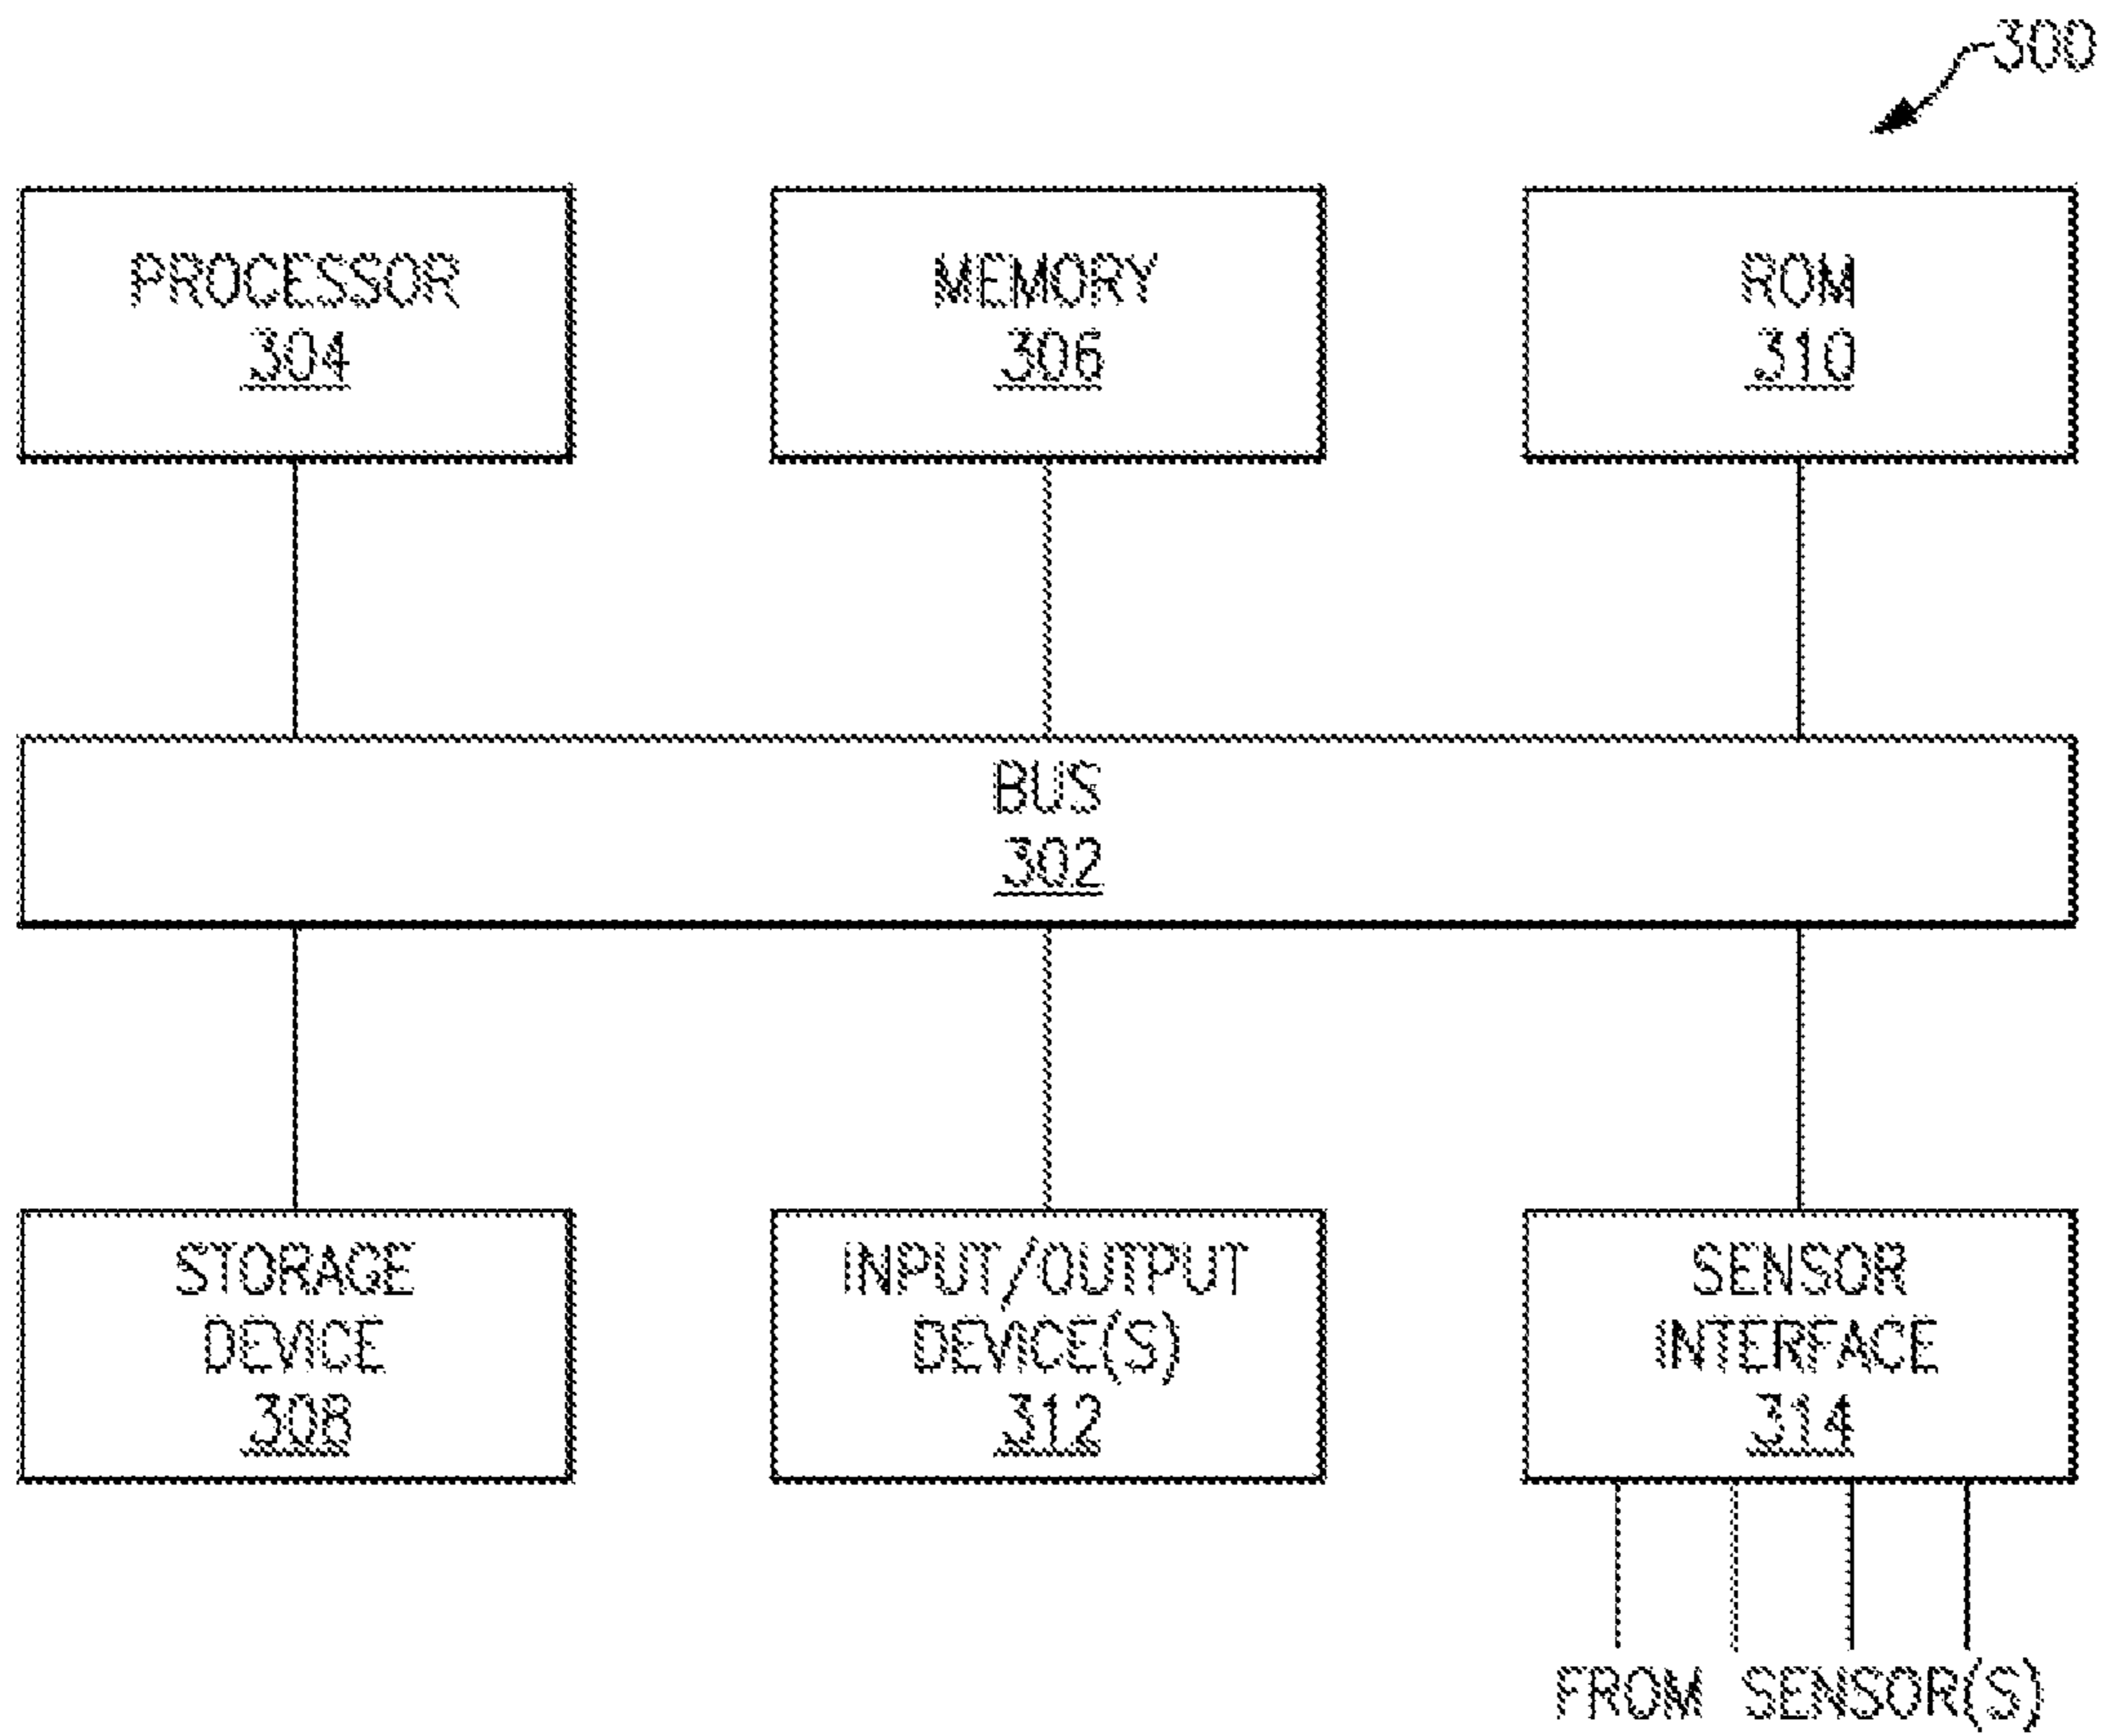 300
PROCESSOR
304
MEMORY
306
ROM
310
BUS
302
STORAGE
DEVICE
308
INPUT/OUTPUT
DEVICE(S)
312
SENSOR
INTERFACE
314
FROM SENSOR(S)